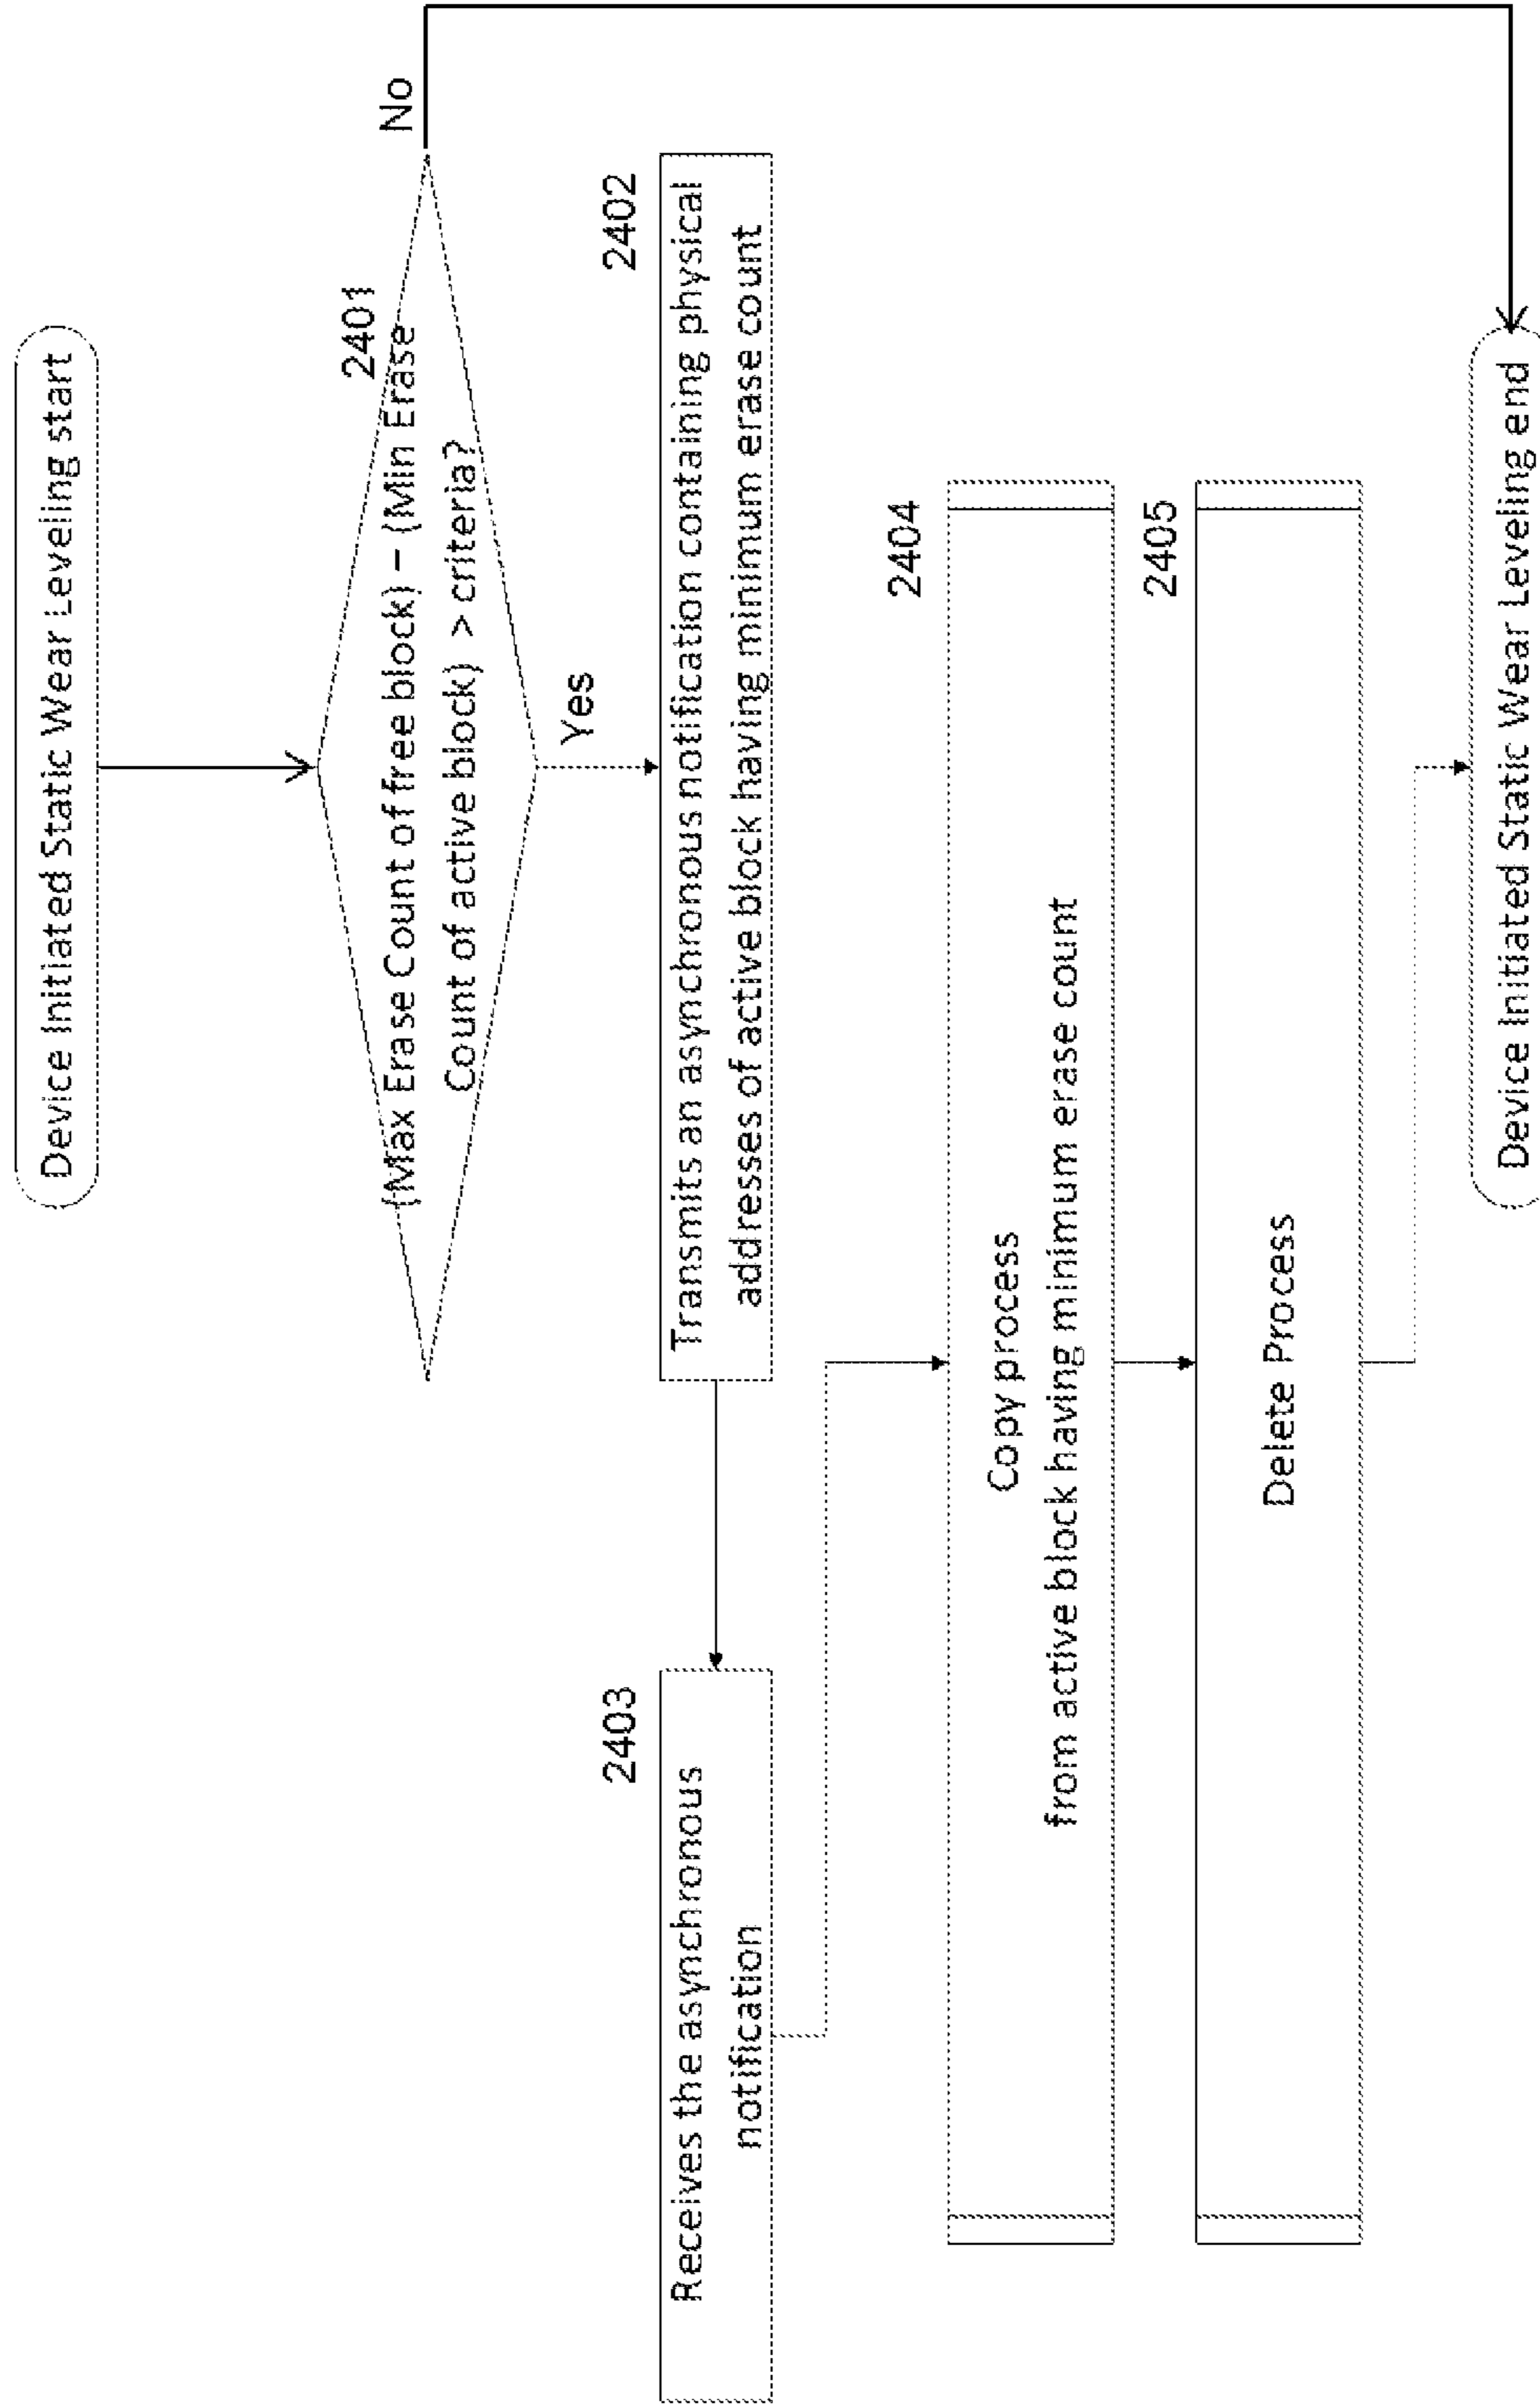 Device Initiated Static Wear Leveling start
2401
(Max Erase Count of free block) – (Min Erase
Count of active block) > criteria?
No
Yes
2402
Transmits an asynchronous notification containing physical
addresses of active block having minimum erase count
2403
Receives the asynchronous
notification
2404
Copy process
from active block having minimum erase count
2405
Delete Process
Device Initiated Static Wear Leveling end